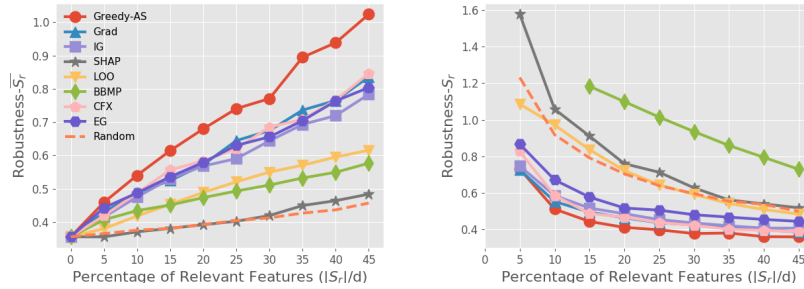 Greedy-AS
Grad
IG
SHAP
LOO
BBMP
CFX
EG
Random
Robustness-S̅r
1.0
0.9
0.8
0.7
0.6
0.5
0.4
0 5 10 15 20 25 30 35 40 45
Percentage of Relevant Features (|Sr|/d)
Robustness-Sr
1.6
1.4
1.2
1.0
0.8
0.6
0.4
0 5 10 15 20 25 30 35 40 45
Percentage of Relevant Features (|Sr|/d)